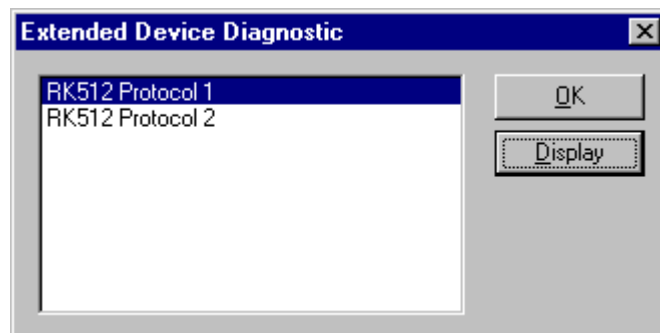 Extended Device Diagnostic
RK512 Protocol 1
RK512 Protocol 2
OK
Display